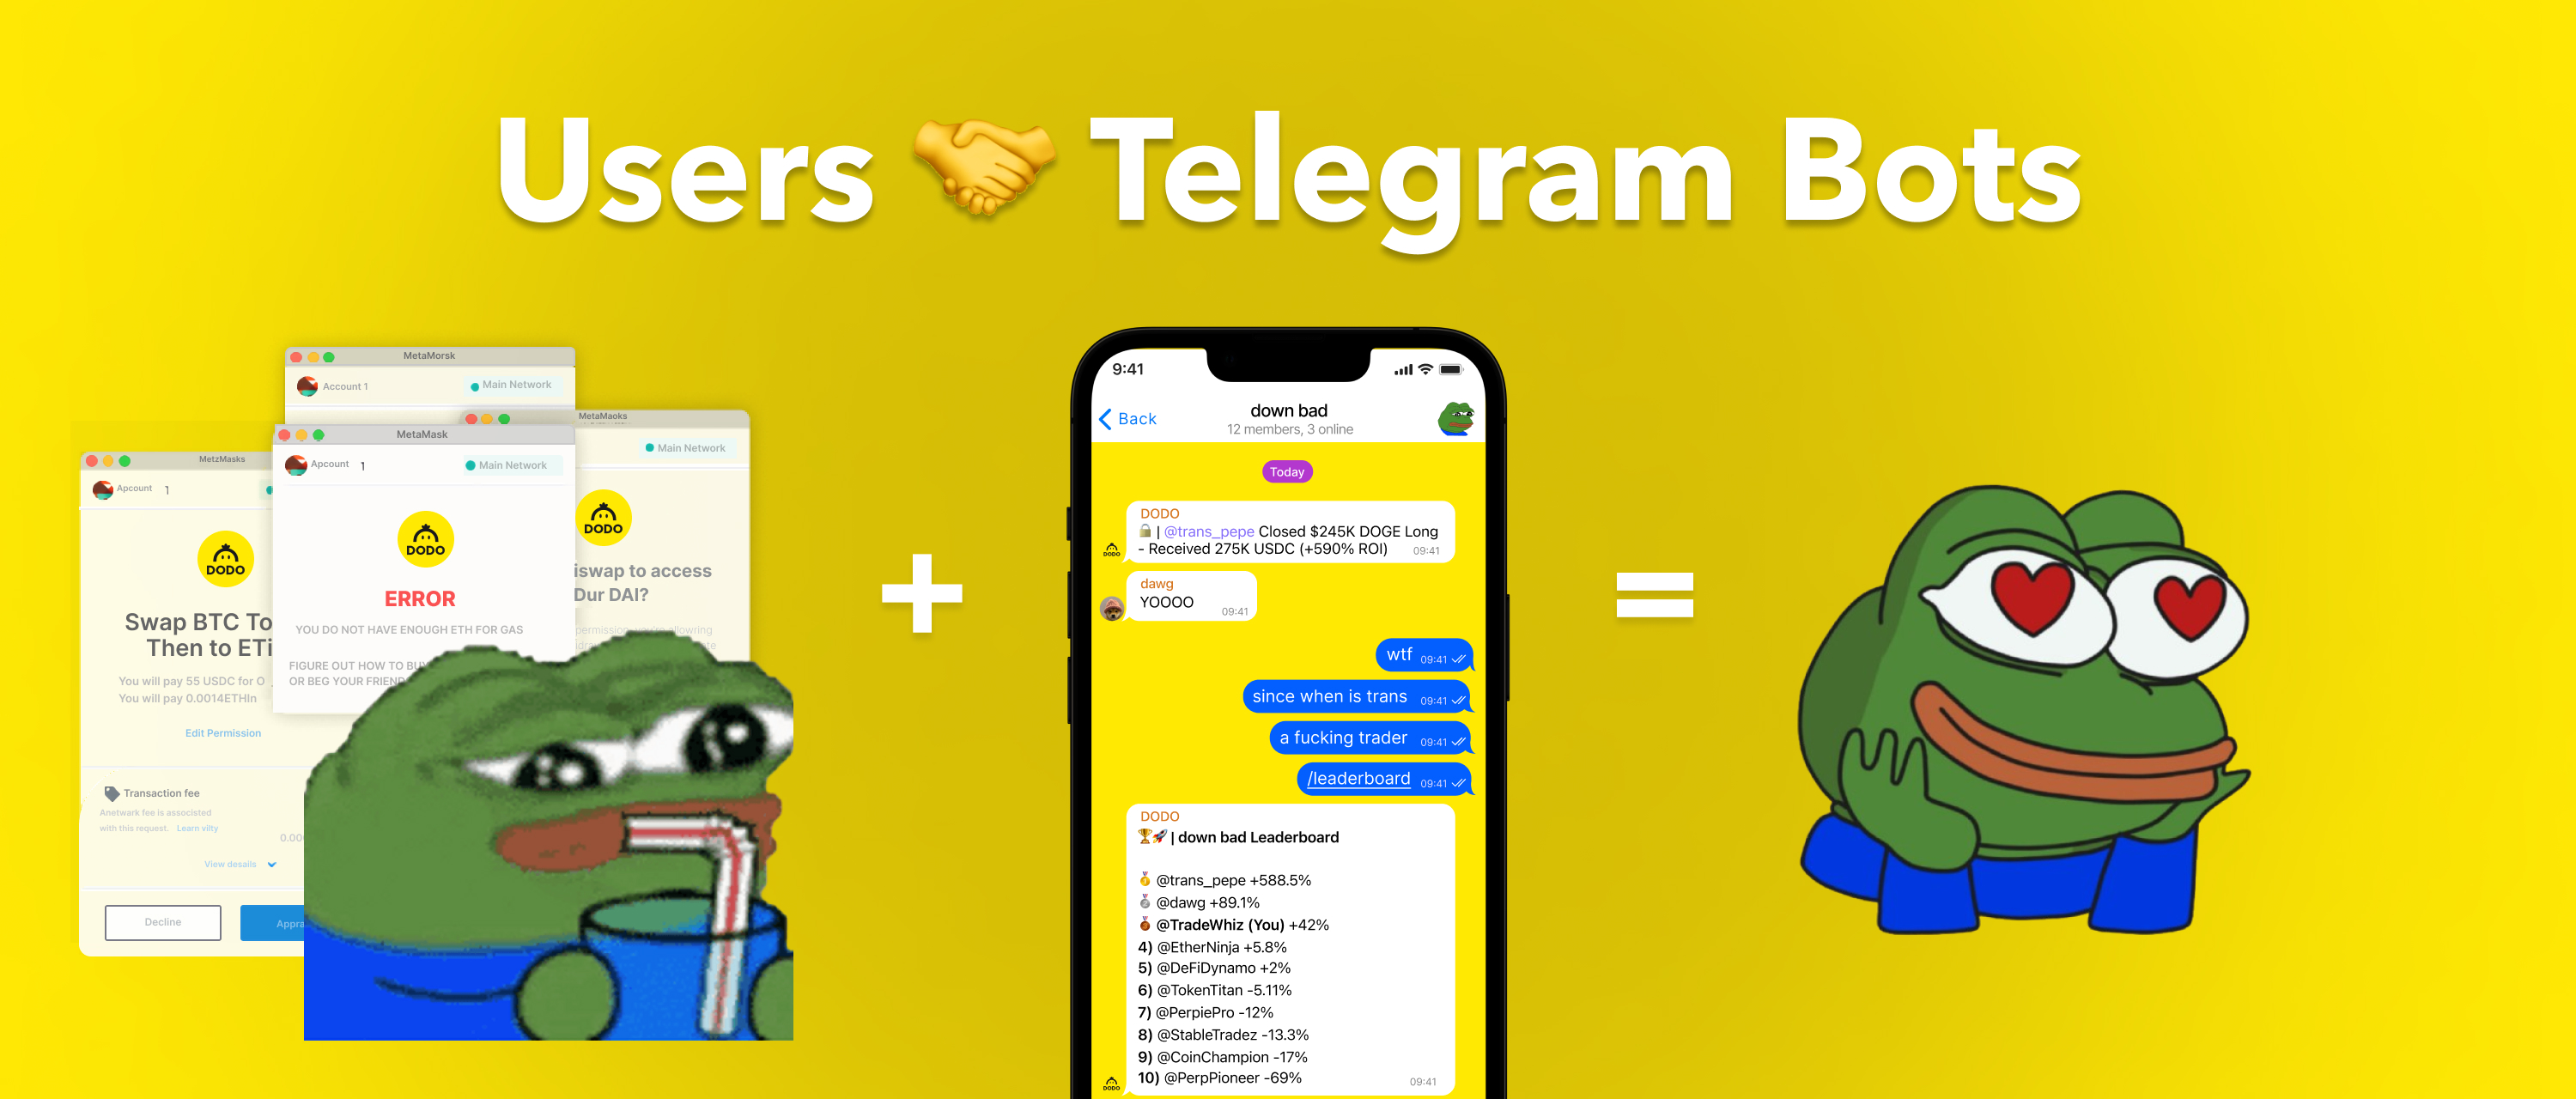 Users 🤝 Telegram Bots
MetaMorsk
Account 1
Main Network
MetaMaoks
Main Network
DODO
iswap to access
Dur DAI?
MetzMasks
Apcount 1
DODO
Swap BTC To
Then to ETi
You will pay 55 USDC for O
You will pay 0.0014ETHIn
Edit Permission
Transaction fee
Anetwark fee is associsted
with this request. Learn vilty
0.00
View desails
Decline
Appra
MetaMask
Apcount 1
Main Network
DODO
ERROR
YOU DO NOT HAVE ENOUGH ETH FOR GAS
FIGURE OUT HOW TO BUY
OR BEG YOUR FRIEND
+
9:41
Back
down bad
12 members, 3 online
Today
DODO
🔒 | @trans_pepe Closed $245K DOGE Long
- Received 275K USDC (+590% ROI) 09:41
DODO
dawg
YOOOO 09:41
wtf 09:41
since when is trans 09:41
a fucking trader 09:41
/leaderboard 09:41
DODO
🏆🚀 | down bad Leaderboard
🥇 @trans_pepe +588.5%
🥈 @dawg +89.1%
🥉 @TradeWhiz (You) +42%
4) @EtherNinja +5.8%
5) @DeFiDynamo +2%
6) @TokenTitan -5.11%
7) @PerpiePro -12%
8) @StableTradez -13.3%
9) @CoinChampion -17%
10) @PerpPioneer -69% 09:41
DODO
=